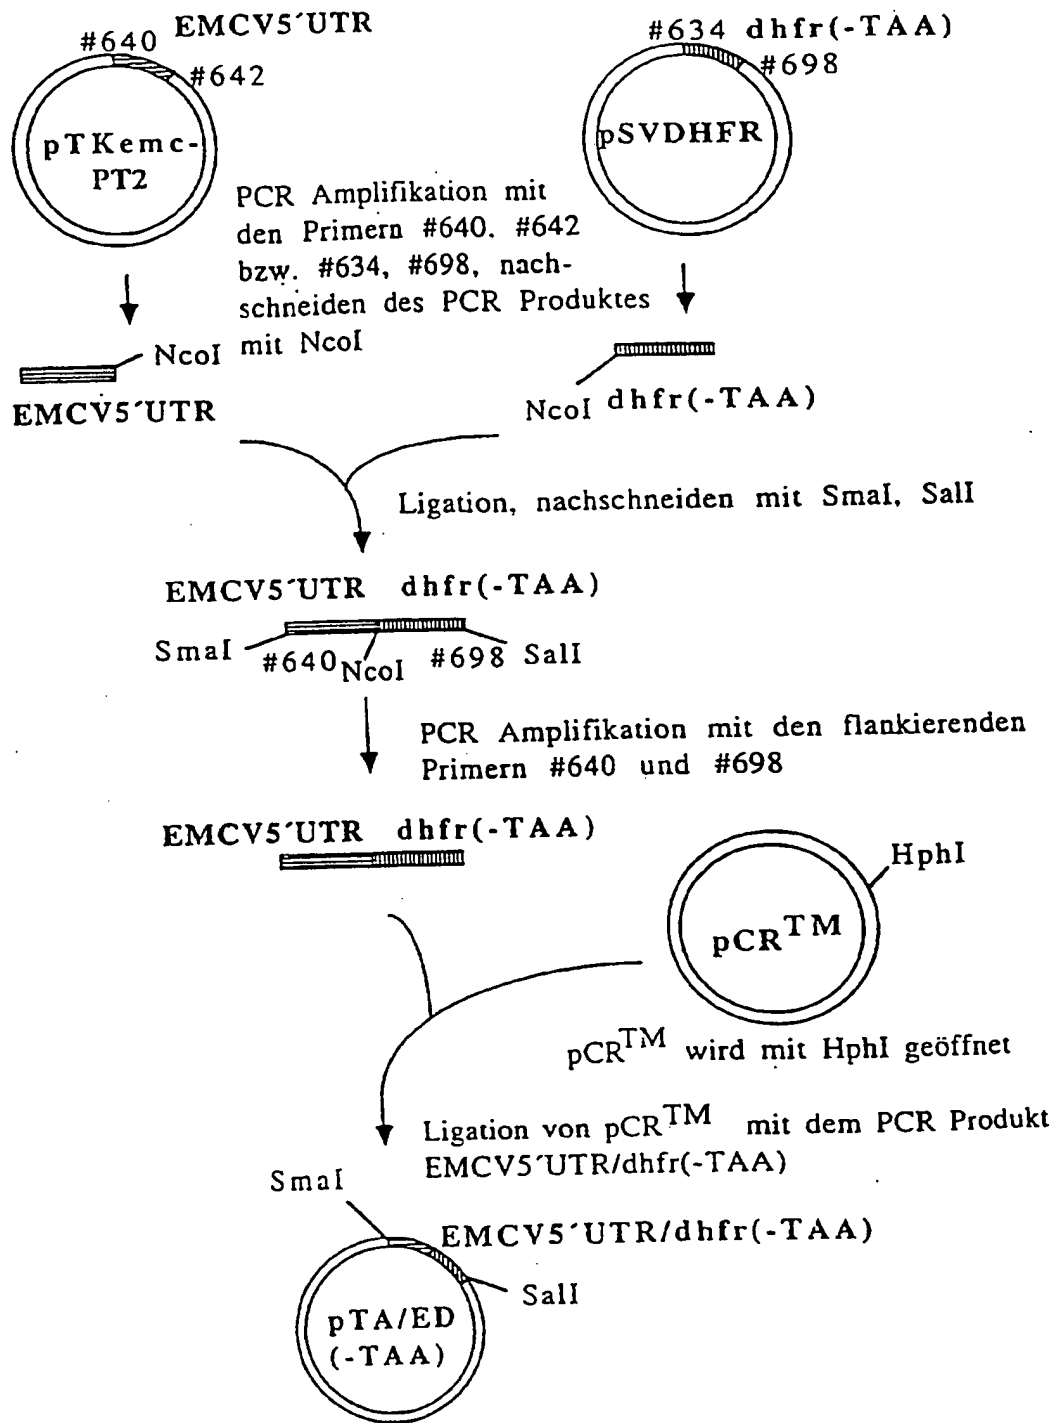 #640 EMCV5´UTR
#642
pTKemc-
PT2
#634 dhfr(-TAA)
#698
pSVDHFR
PCR Amplifikation mit
den Primern #640. #642
bzw. #634, #698, nach-
schneiden des PCR Produktes
mit NcoI
NcoI
EMCV5´UTR
NcoI dhfr(-TAA)
Ligation, nachschneiden mit SmaI, SalI
EMCV5´UTR dhfr(-TAA)
SmaI #640 NcoI #698 SalI
PCR Amplifikation mit den flankierenden
Primern #640 und #698
EMCV5´UTR dhfr(-TAA)
HphI
pCR™
pCR™ wird mit HphI geöffnet
Ligation von pCR™ mit dem PCR Produkt
EMCV5´UTR/dhfr(-TAA)
SmaI
EMCV5´UTR/dhfr(-TAA)
SalI
pTA/ED
(-TAA)